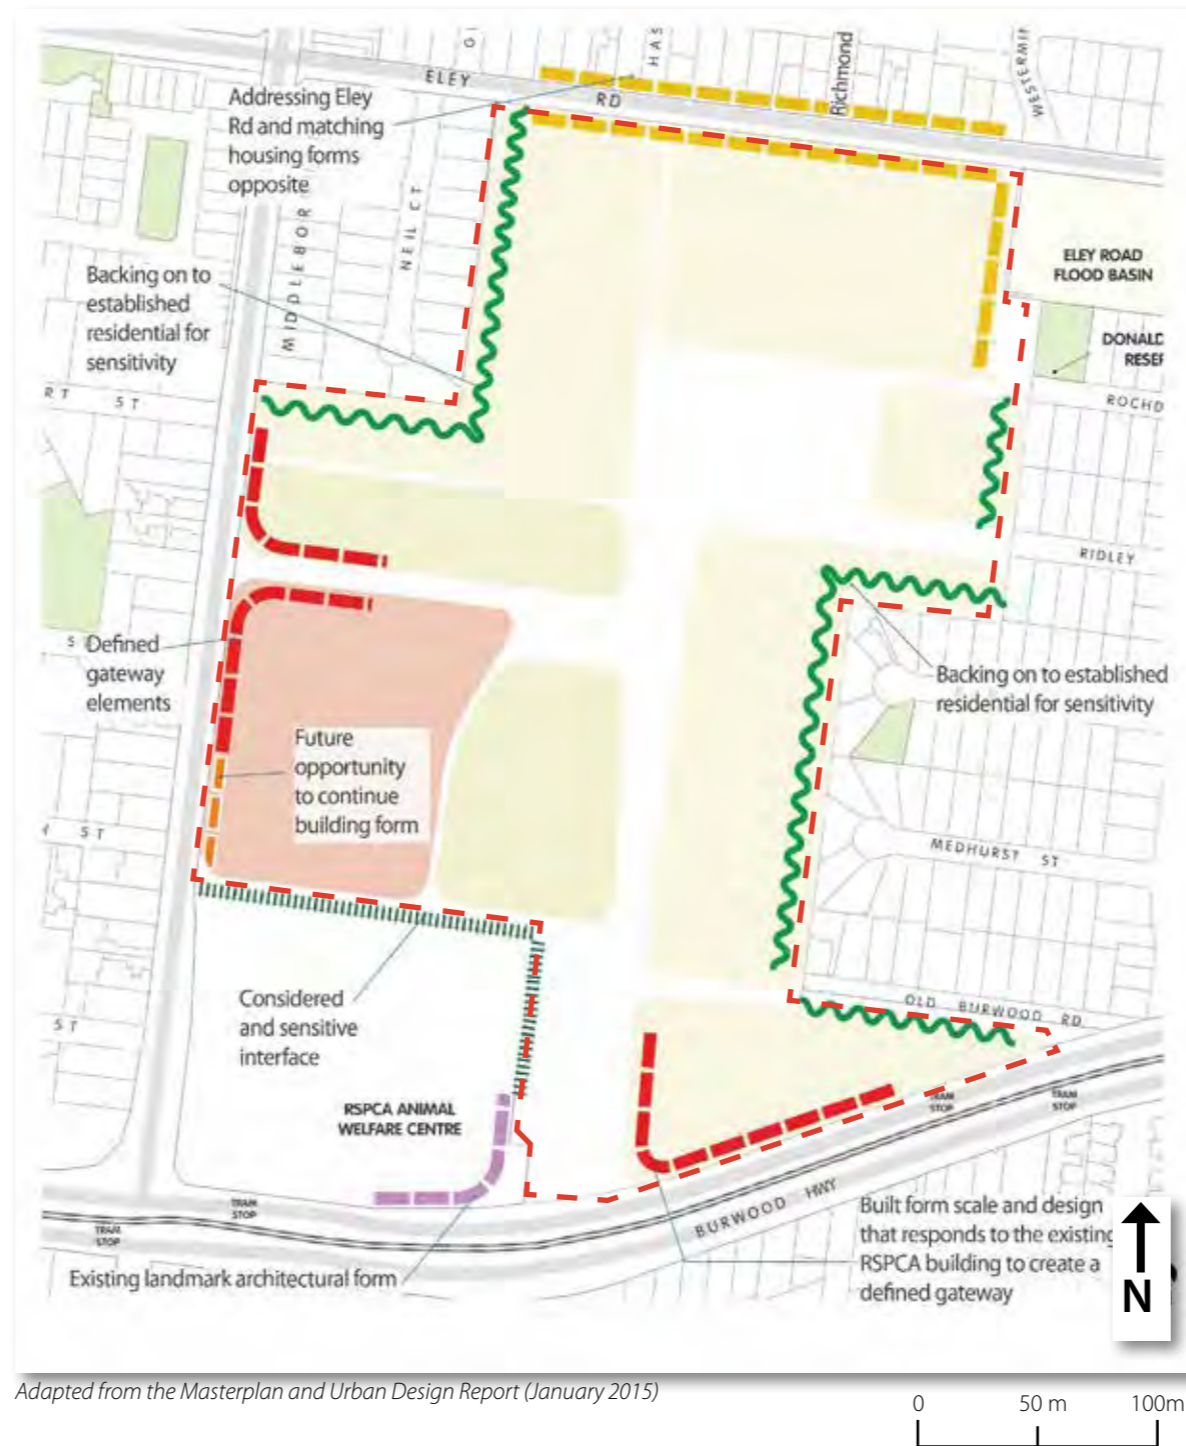 ELEY
RD
Richmond
HAS
Addressing Eley
Rd and matching
housing forms
opposite
NEIL CT
MIDDLEBOR
ELEY ROAD
FLOOD BASIN
Backing on to
established
residential for
sensitivity
DONALD
RESER
ROCHD
RT ST
RIDLEY
ST
Defined
gateway
elements
Backing on to established
residential for sensitivity
Future
opportunity
to continue
building form
ST
MEDHURST ST
Considered
and sensitive
interface
OLD BURWOOD RD
ST
RSPCA ANIMAL
WELFARE CENTRE
TRAM
STOP
TRAM
STOP
TRAM
STOP
TRAM
STOP
BURWOOD HWY
Built form scale and design
that responds to the existing
RSPCA building to create a
defined gateway
Existing landmark architectural form
N
Adapted from the Masterplan and Urban Design Report (January 2015)
0 50 m 100m